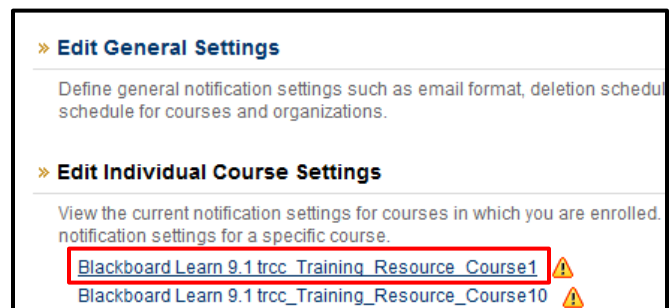 » Edit General Settings
Define general notification settings such as email format, deletion schedul
schedule for courses and organizations.
» Edit Individual Course Settings
View the current notification settings for courses in which you are enrolled.
notification settings for a specific course.
Blackboard Learn 9.1 trcc_Training_Resource_Course1
Blackboard Learn 9.1 trcc_Training_Resource_Course10